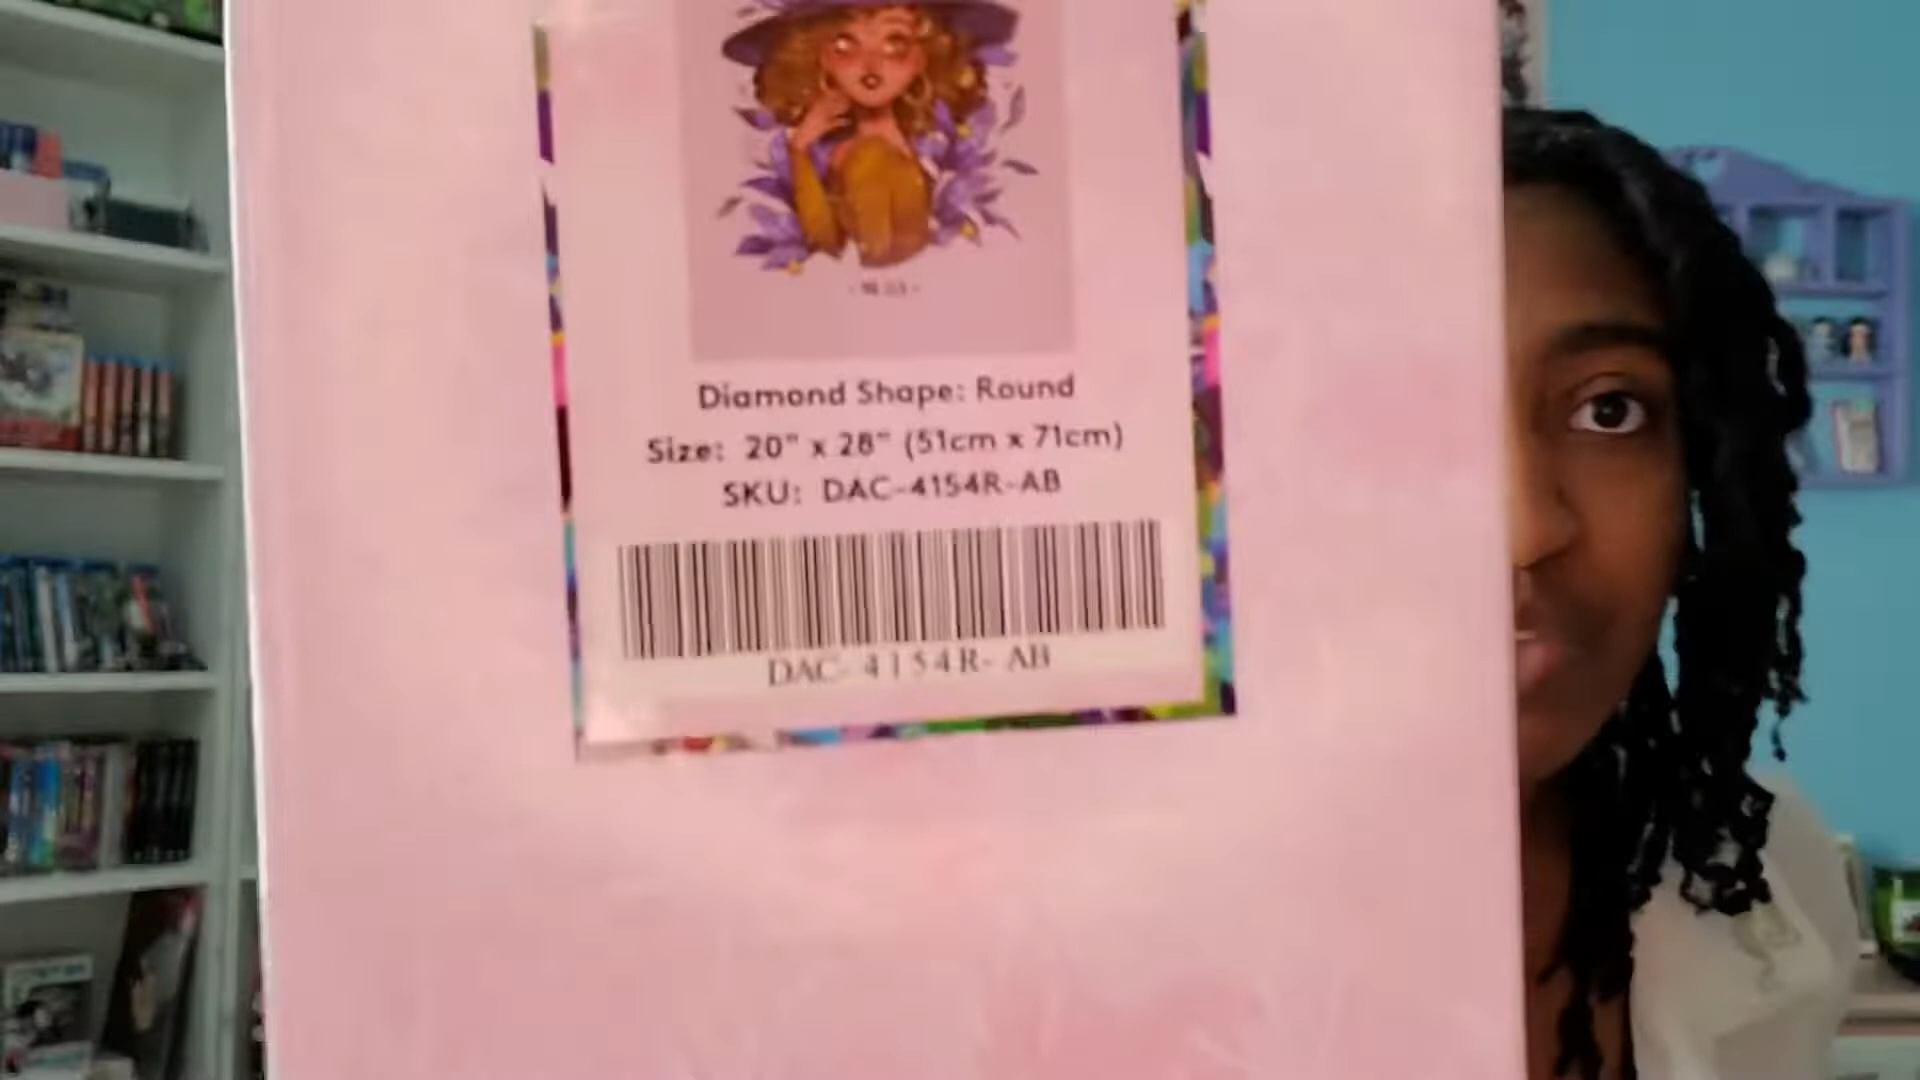 Diamond Shape: Round
Size: 20" x 28" (51cm x 71cm)
SKU: DAC-4154R-AB
DAC-4154R-AB